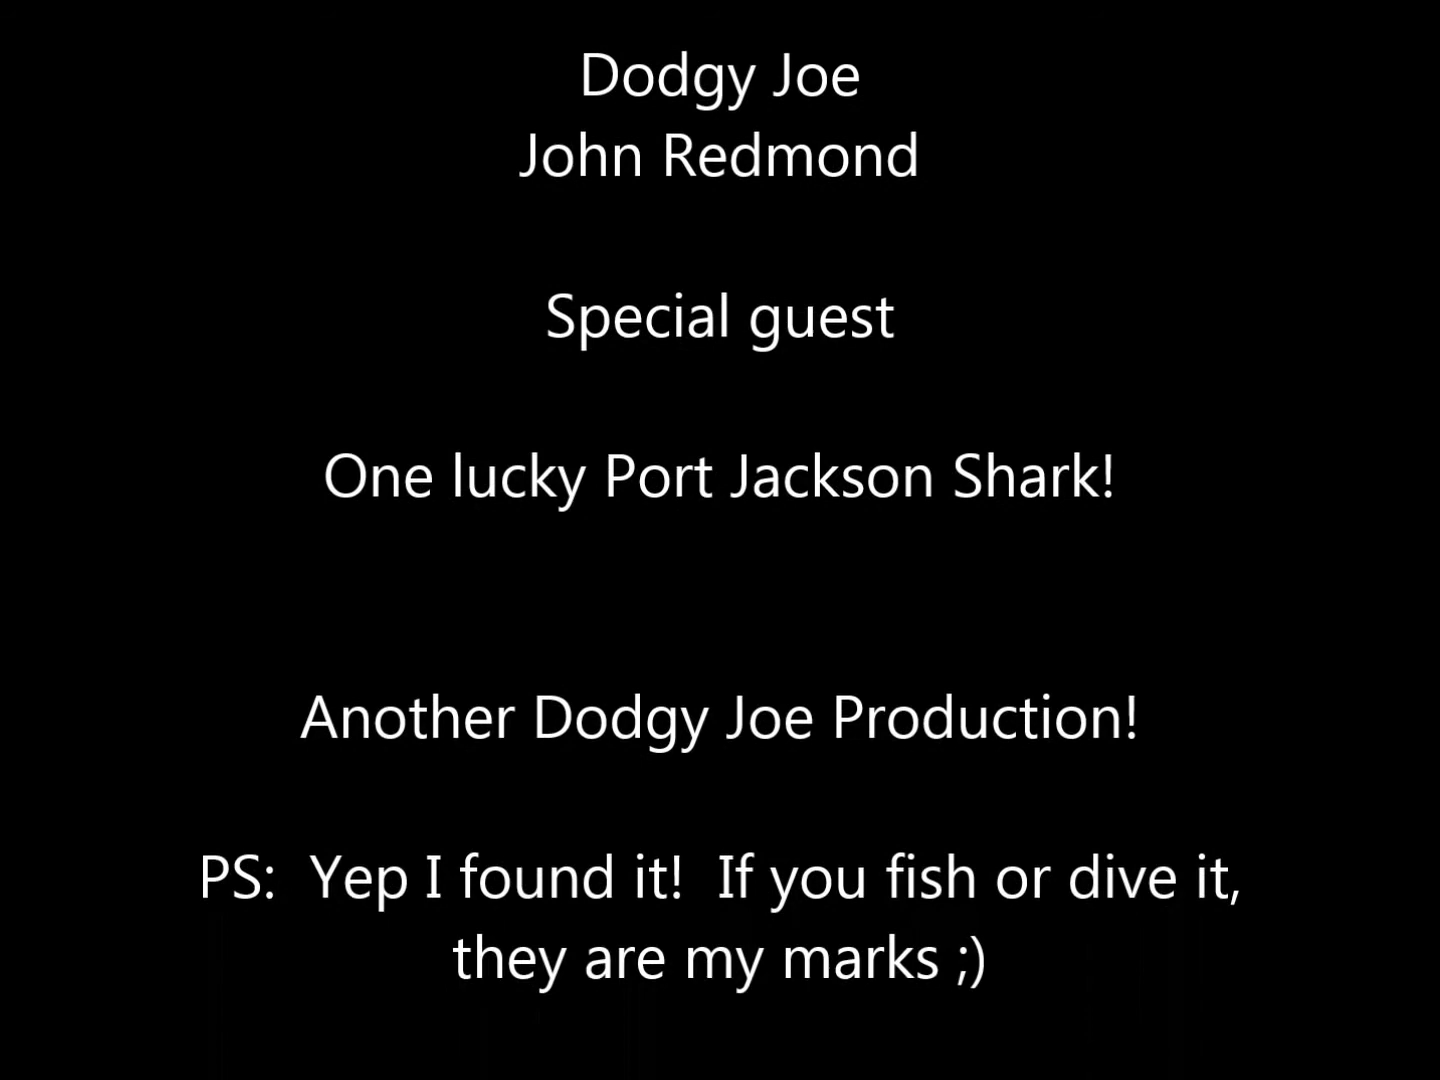 Dodgy Joe
John Redmond
Special guest
One lucky Port Jackson Shark!
Another Dodgy Joe Production!
PS:  Yep I found it!  If you fish or dive it,
they are my marks ;)